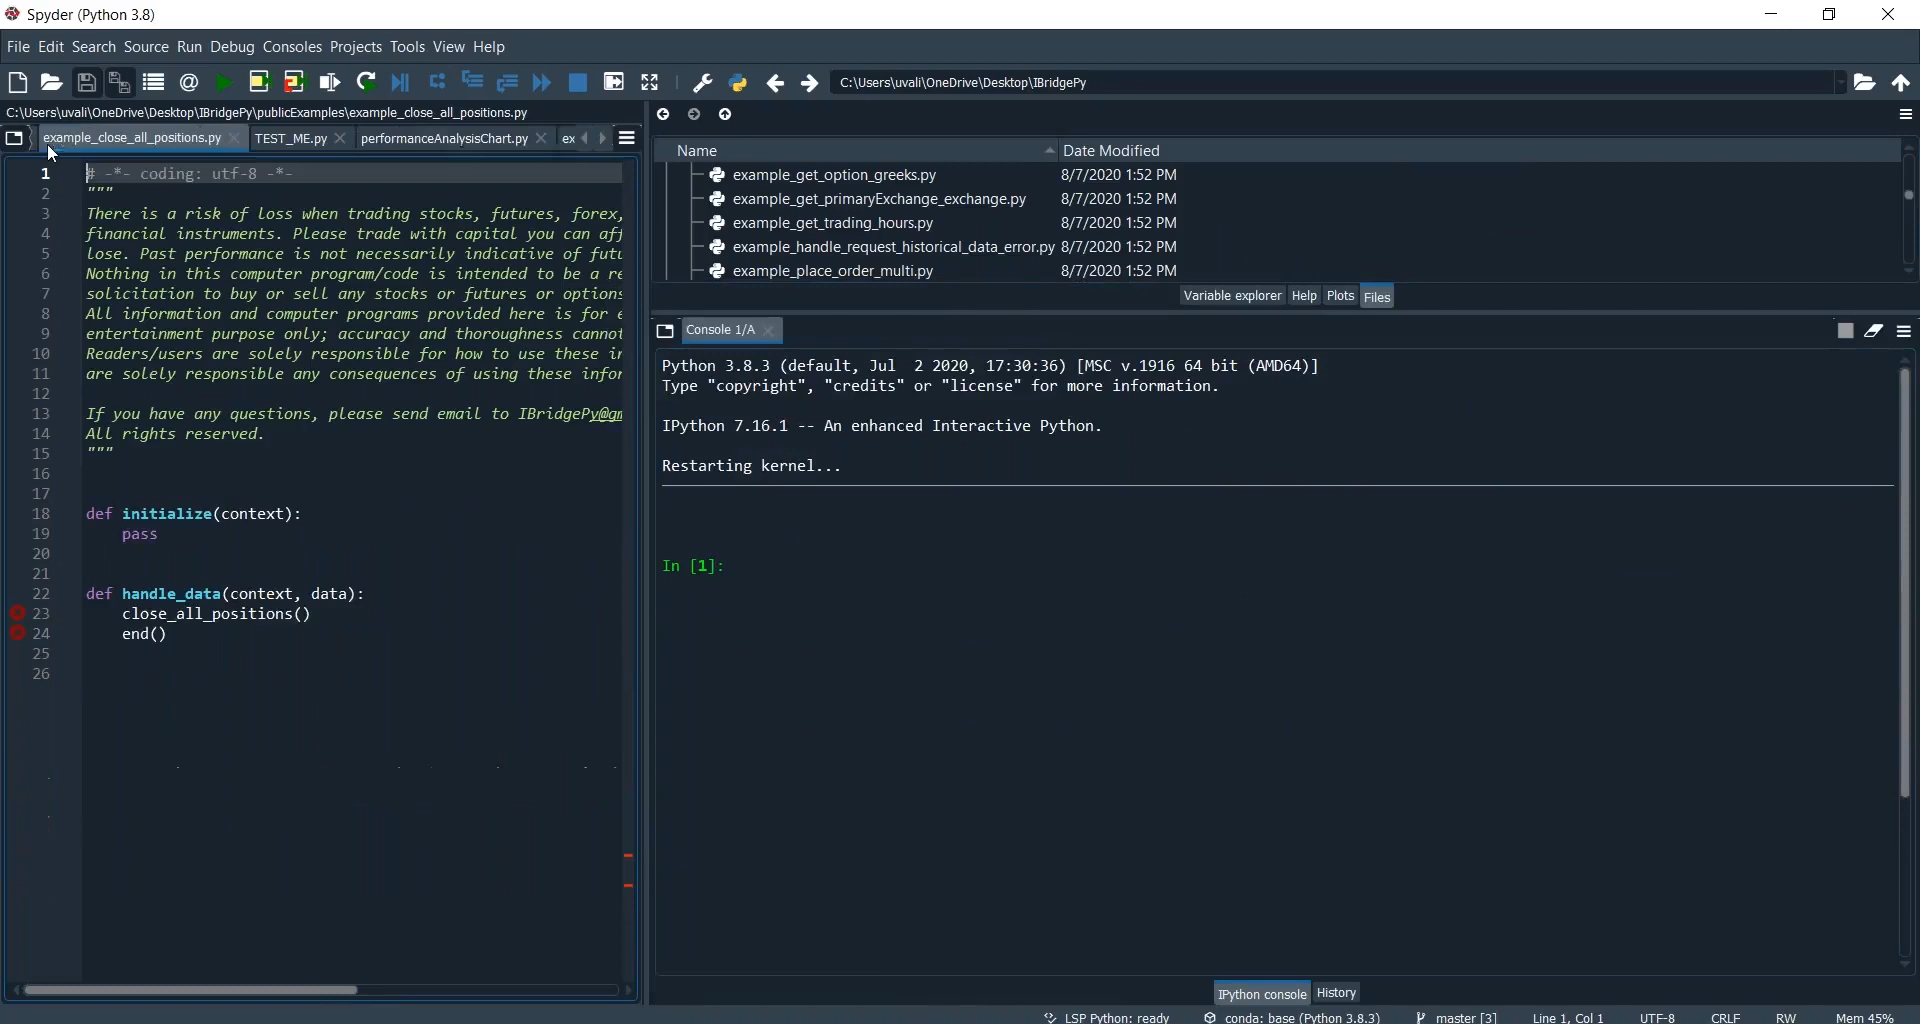 Spyder (Python 3.8)
File Edit Search Source Run Debug Consoles Projects Tools View Help
C:\Users\uvali\OneDrive\Desktop\IBridgePy
C:\Users\uvali\OneDrive\Desktop\IBridgePy\publicExamples\example_close_all_positions.py
example_close_all_positions.py TEST_ME.py performanceAnalysisChart.py ex
1 # -*- coding: utf-8 -*-
2 """
3 There is a risk of loss when trading stocks, futures, forex,
4 financial instruments. Please trade with capital you can aff
5 lose. Past performance is not necessarily indicative of futu
6 Nothing in this computer program/code is intended to be a re
7 solicitation to buy or sell any stocks or futures or options
8 All information and computer programs provided here is for e
9 entertainment purpose only; accuracy and thoroughness cannot
10 Readers/users are solely responsible for how to use these in
11 are solely responsible any consequences of using these infor
12
13 If you have any questions, please send email to IBridgePy@gm
14 All rights reserved.
15 """
16
17
18 def initialize(context):
19 pass
20
21
22 def handle_data(context, data):
23 close_all_positions()
24 end()
25
26
Name Date Modified
example_get_option_greeks.py 8/7/2020 1:52 PM
example_get_primaryExchange_exchange.py 8/7/2020 1:52 PM
example_get_trading_hours.py 8/7/2020 1:52 PM
example_handle_request_historical_data_error.py 8/7/2020 1:52 PM
example_place_order_multi.py 8/7/2020 1:52 PM
Variable explorer Help Plots Files
Console 1/A
Python 3.8.3 (default, Jul 2 2020, 17:30:36) [MSC v.1916 64 bit (AMD64)]
Type "copyright", "credits" or "license" for more information.
IPython 7.16.1 -- An enhanced Interactive Python.
Restarting kernel...
In [1]:
IPython console History
LSP Python: ready conda: base (Python 3.8.3) master [3] Line 1, Col 1 UTF-8 CRLF RW Mem 45%